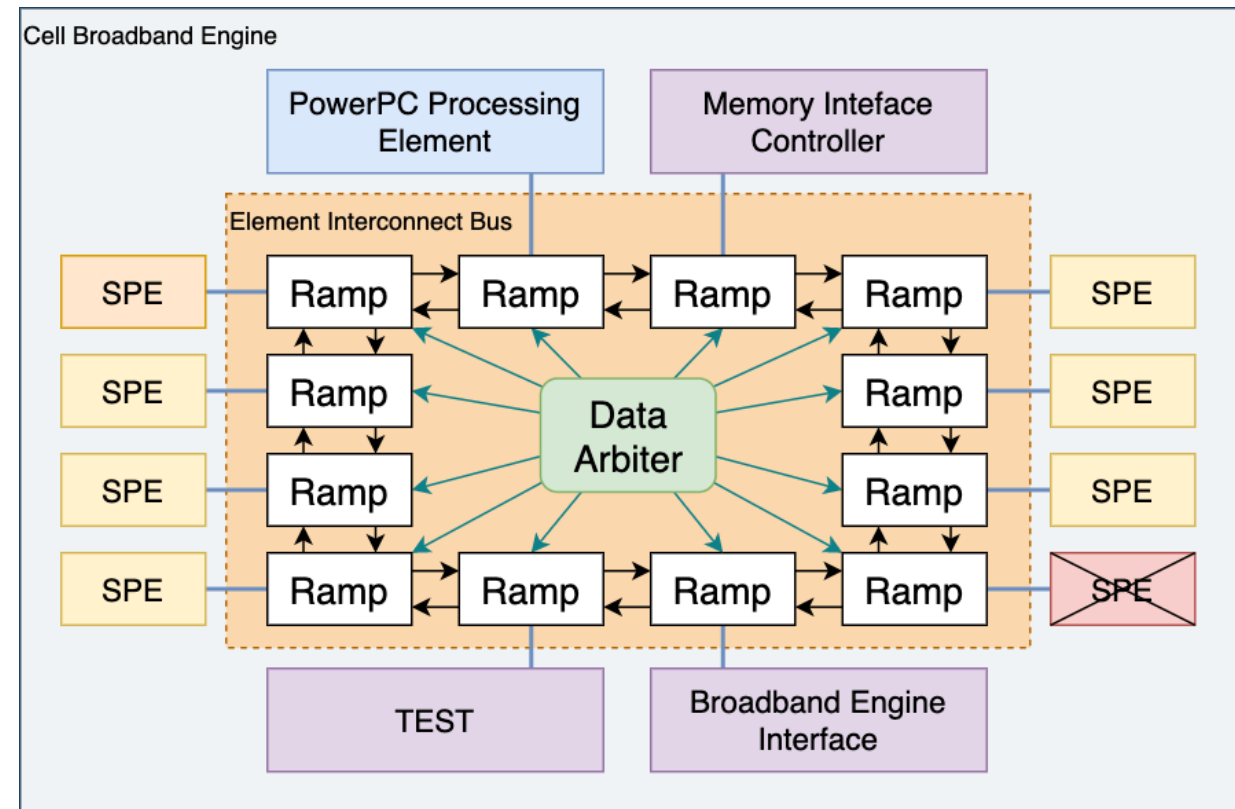 Cell Broadband Engine
PowerPC Processing
Element
Memory Inteface
Controller
Element Interconnect Bus
SPE
Ramp
Ramp
Ramp
Ramp
SPE
SPE
Ramp
Data
Arbiter
Ramp
SPE
SPE
Ramp
Ramp
SPE
SPE
Ramp
Ramp
Ramp
Ramp
SPE
TEST
Broadband Engine
Interface